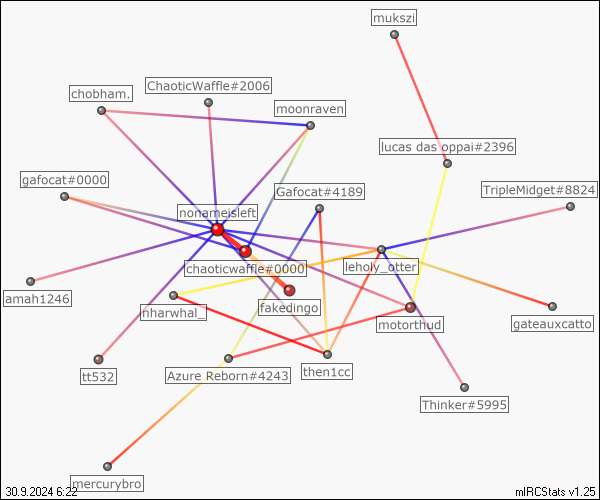 mukszi
ChaoticWaffle#2006
chobham.
moonraven
lucas das oppai#2396
gafocat#0000
Gafocat#4189
TripleMidget#8824
nonameisleft
chaoticwaffle#0000
leholy_otter
amah1246
nharwhal_
fakedingo
motorthud
gateauxcatto
tt532
Azure Reborn#4243
then1cc
Thinker#5995
mercurybro
30.9.2024 6:22
mIRCStats v1.25